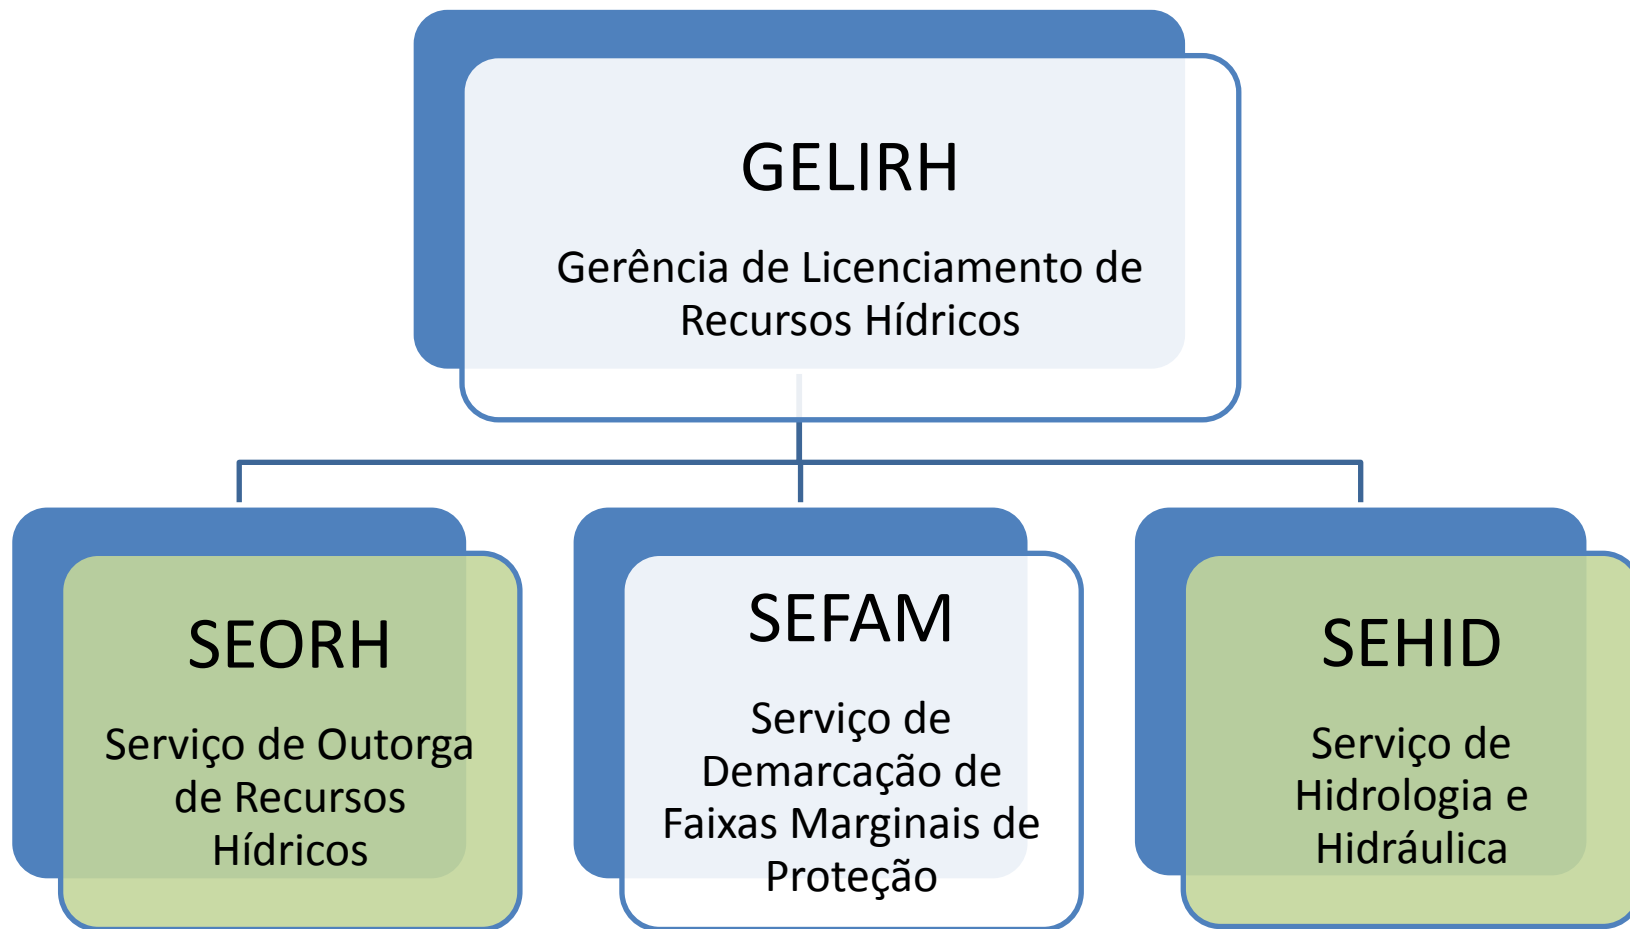 GELIRH
Gerência de Licenciamento de
Recursos Hídricos
SEORH
Serviço de Outorga
de Recursos
Hídricos
SEFAM
Serviço de
Demarcação de
Faixas Marginais de
Proteção
SEHID
Serviço de
Hidrologia e
Hidráulica